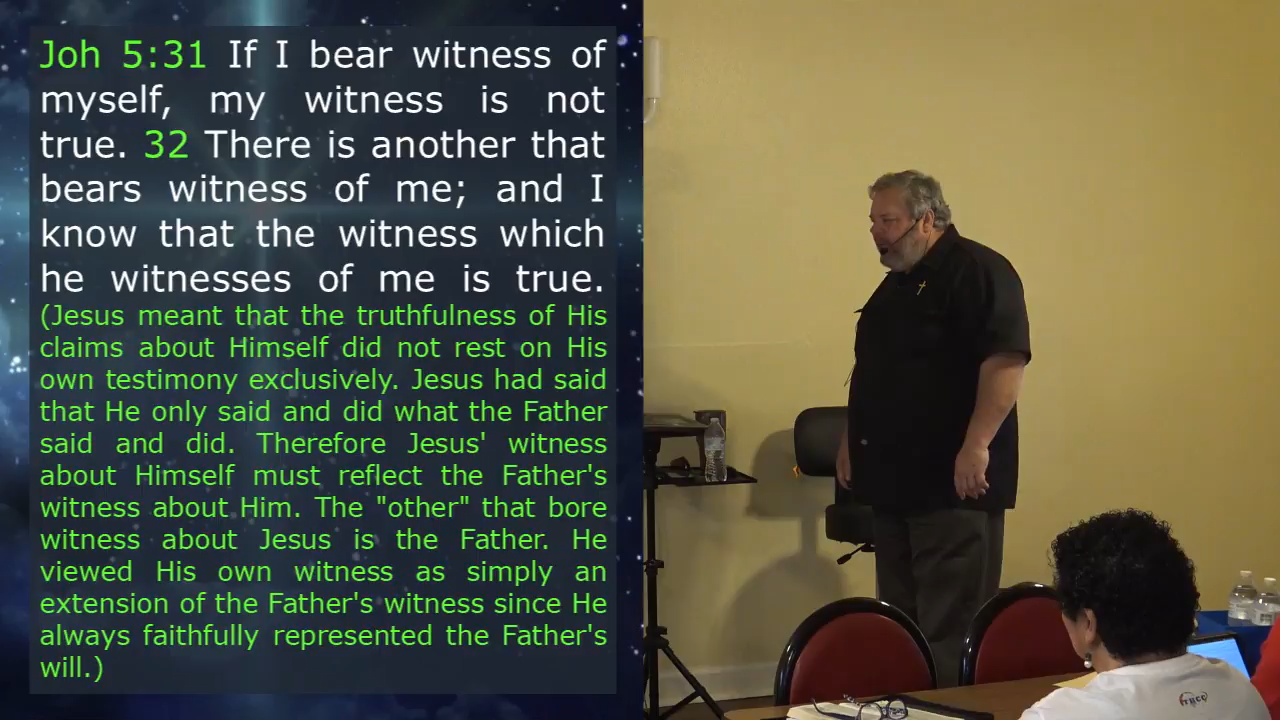 Joh 5:31 If I bear witness of
myself, my witness is not
true. 32 There is another that
bears witness of me; and I
know that the witness which
he witnesses of me is true.
(Jesus meant that the truthfulness of His
claims about Himself did not rest on His
own testimony exclusively. Jesus had said
that He only said and did what the Father
said and did. Therefore Jesus' witness
about Himself must reflect the Father's
witness about Him. The "other" that bore
witness about Jesus is the Father. He
viewed His own witness as simply an
extension of the Father's witness since He
always faithfully represented the Father's
will.)